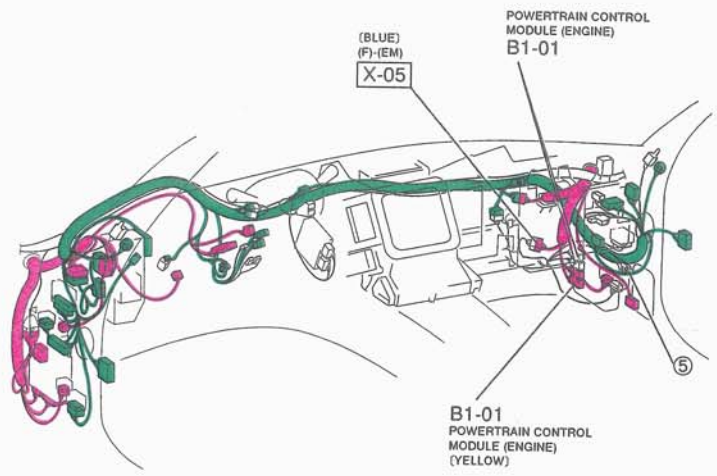 POWERTRAIN CONTROL
MODULE (ENGINE)
B1-01
(BLUE)
(F)-(EM)
X-05
5
B1-01
POWERTRAIN CONTROL
MODULE (ENGINE)
(YELLOW)